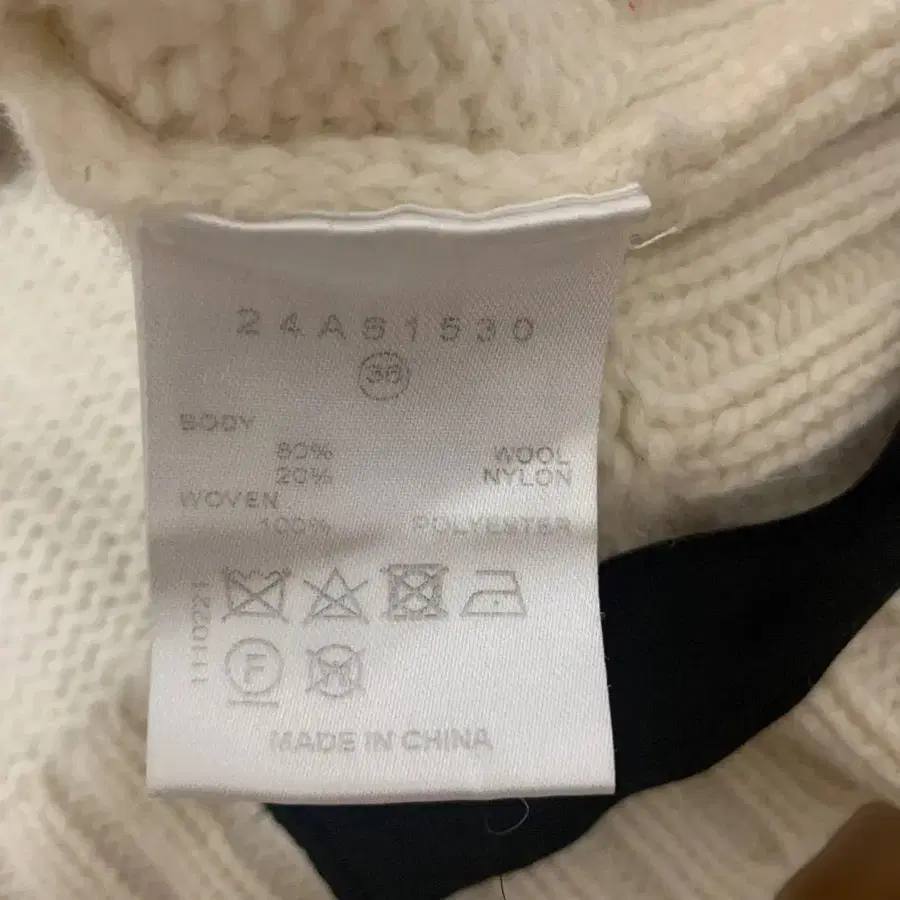 24AS1530
36
BODY
80% WOOL
20% NYLON
WOVEN
100% POLYESTER
F
W
MADE IN CHINA